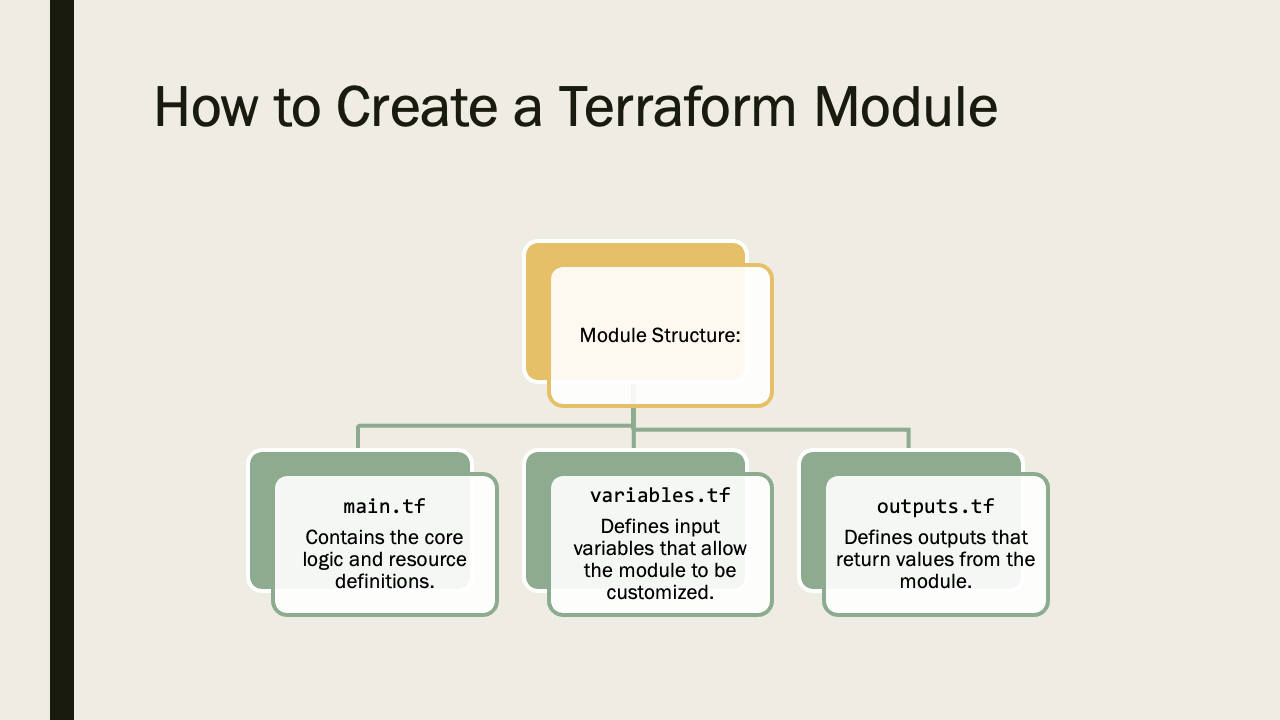 How to Create a Terraform Module
Module Structure:
main.tf
Contains the core
logic and resource
definitions.
variables.tf
Defines input
variables that allow
the module to be
customized.
outputs.tf
Defines outputs that
return values from the
module.